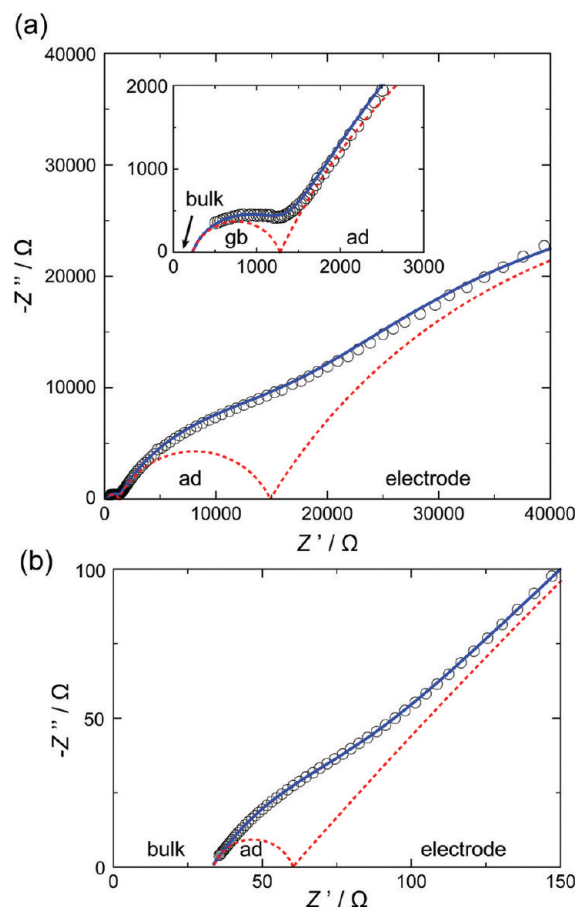 (a)
40000
30000
20000
10000
0
-Z" / Ω
2000
1000
0
bulk
gb
ad
0 1000 2000 3000
ad
electrode
0 10000 20000 30000 40000
Z ' / Ω
(b)
100
50
0
-Z" / Ω
bulk
ad
electrode
0 50 100 150
Z ' / Ω